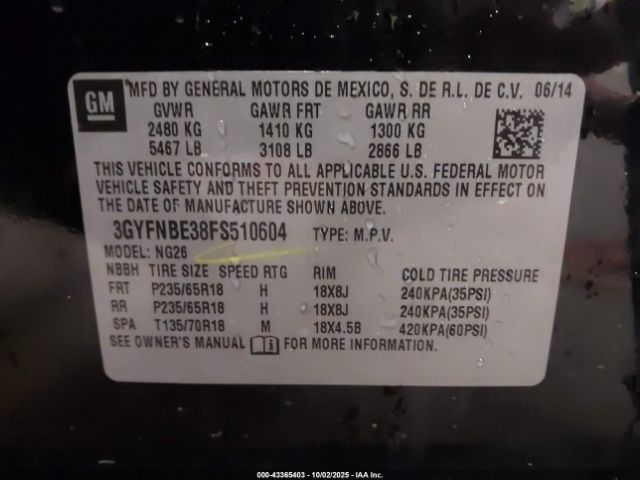 GM
MFD BY GENERAL MOTORS DE MEXICO, S. DE R.L. DE C.V. 06/14
GVWR GAWR FRT GAWR RR
2480 KG 1410 KG 1300 KG
5467 LB 3108 LB 2866 LB
THIS VEHICLE CONFORMS TO ALL APPLICABLE U.S. FEDERAL MOTOR
VEHICLE SAFETY AND THEFT PREVENTION STANDARDS IN EFFECT ON
THE DATE OF MANUFACTURE SHOWN ABOVE.
3GYFNBE38FS510604 TYPE: M.P.V.
MODEL: NG26
NBBH TIRE SIZE SPEED RTG RIM COLD TIRE PRESSURE
FRT P235/65R18 H 18X8J 240KPA(35PSI)
RR P235/65R18 H 18X8J 240KPA(35PSI)
SPA T135/70R18 M 18X4.5B 420KPA(60PSI)
SEE OWNER'S MANUAL FOR MORE INFORMATION.
000-43365403 - 10/02/2025 - IAA Inc.